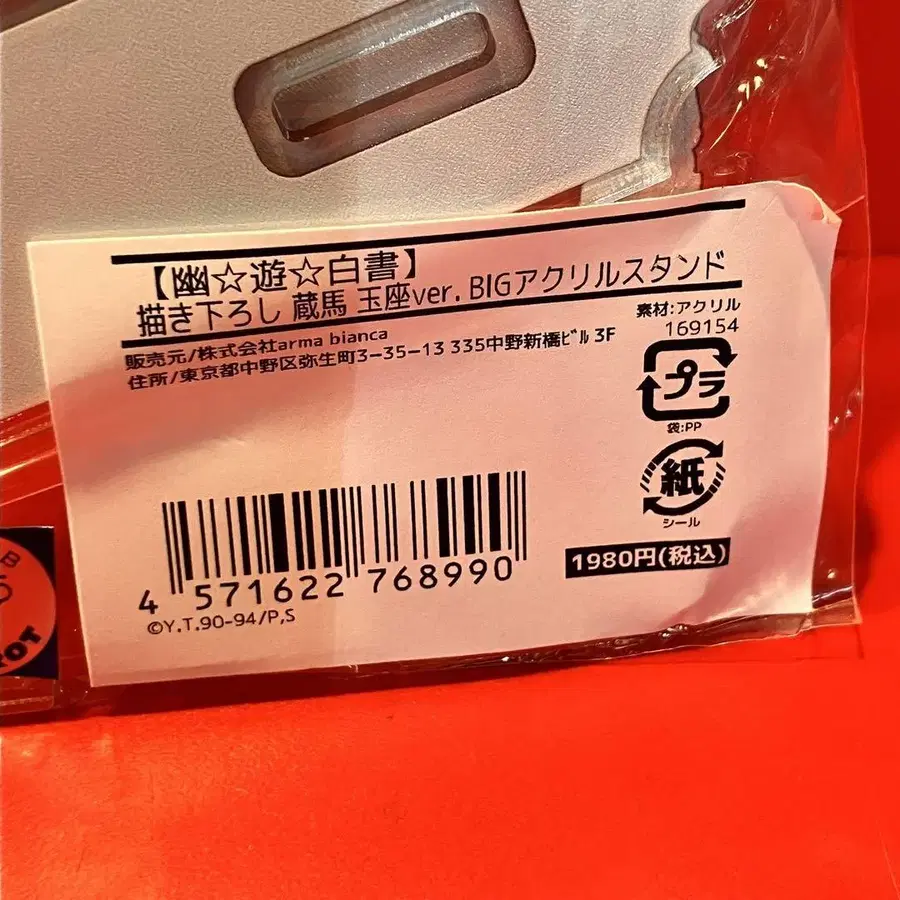 【幽☆遊☆白書】
描き下ろし 蔵馬 玉座ver. BIGアクリルスタンド
販売元/株式会社arma bianca
住所/東京都中野区弥生町3-35-13 335中野新橋ビル 3F
素材:アクリル
169154
プラ
袋:PP
紙
シール
1980円(税込)
4 571622 768990
©Y.T.90-94/P,S